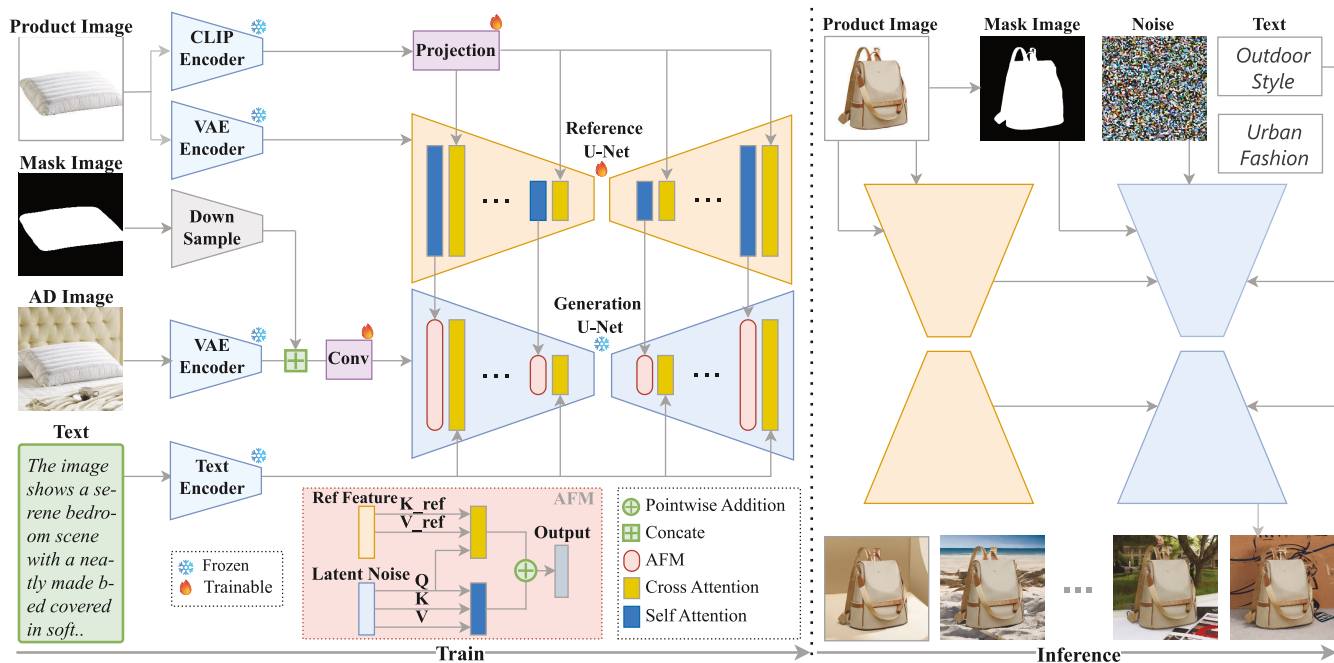 Product Image
CLIP
Encoder
Projection
VAE
Encoder
Reference
U-Net
Mask Image
Down
Sample
AD Image
VAE
Encoder
Conv
Generation
U-Net
Text
The image
shows a se-
rene bedro-
om scene
with a nea-
tly made b-
ed covered
in soft..
Text
Encoder
Frozen
Trainable
AFM
Ref Feature
K_ref
V_ref
Output
Latent Noise
Q
K
V
Pointwise Addition
Concate
AFM
Cross Attention
Self Attention
Train
Product Image
Mask Image
Noise
Text
Outdoor
Style
Urban
Fashion
Inference